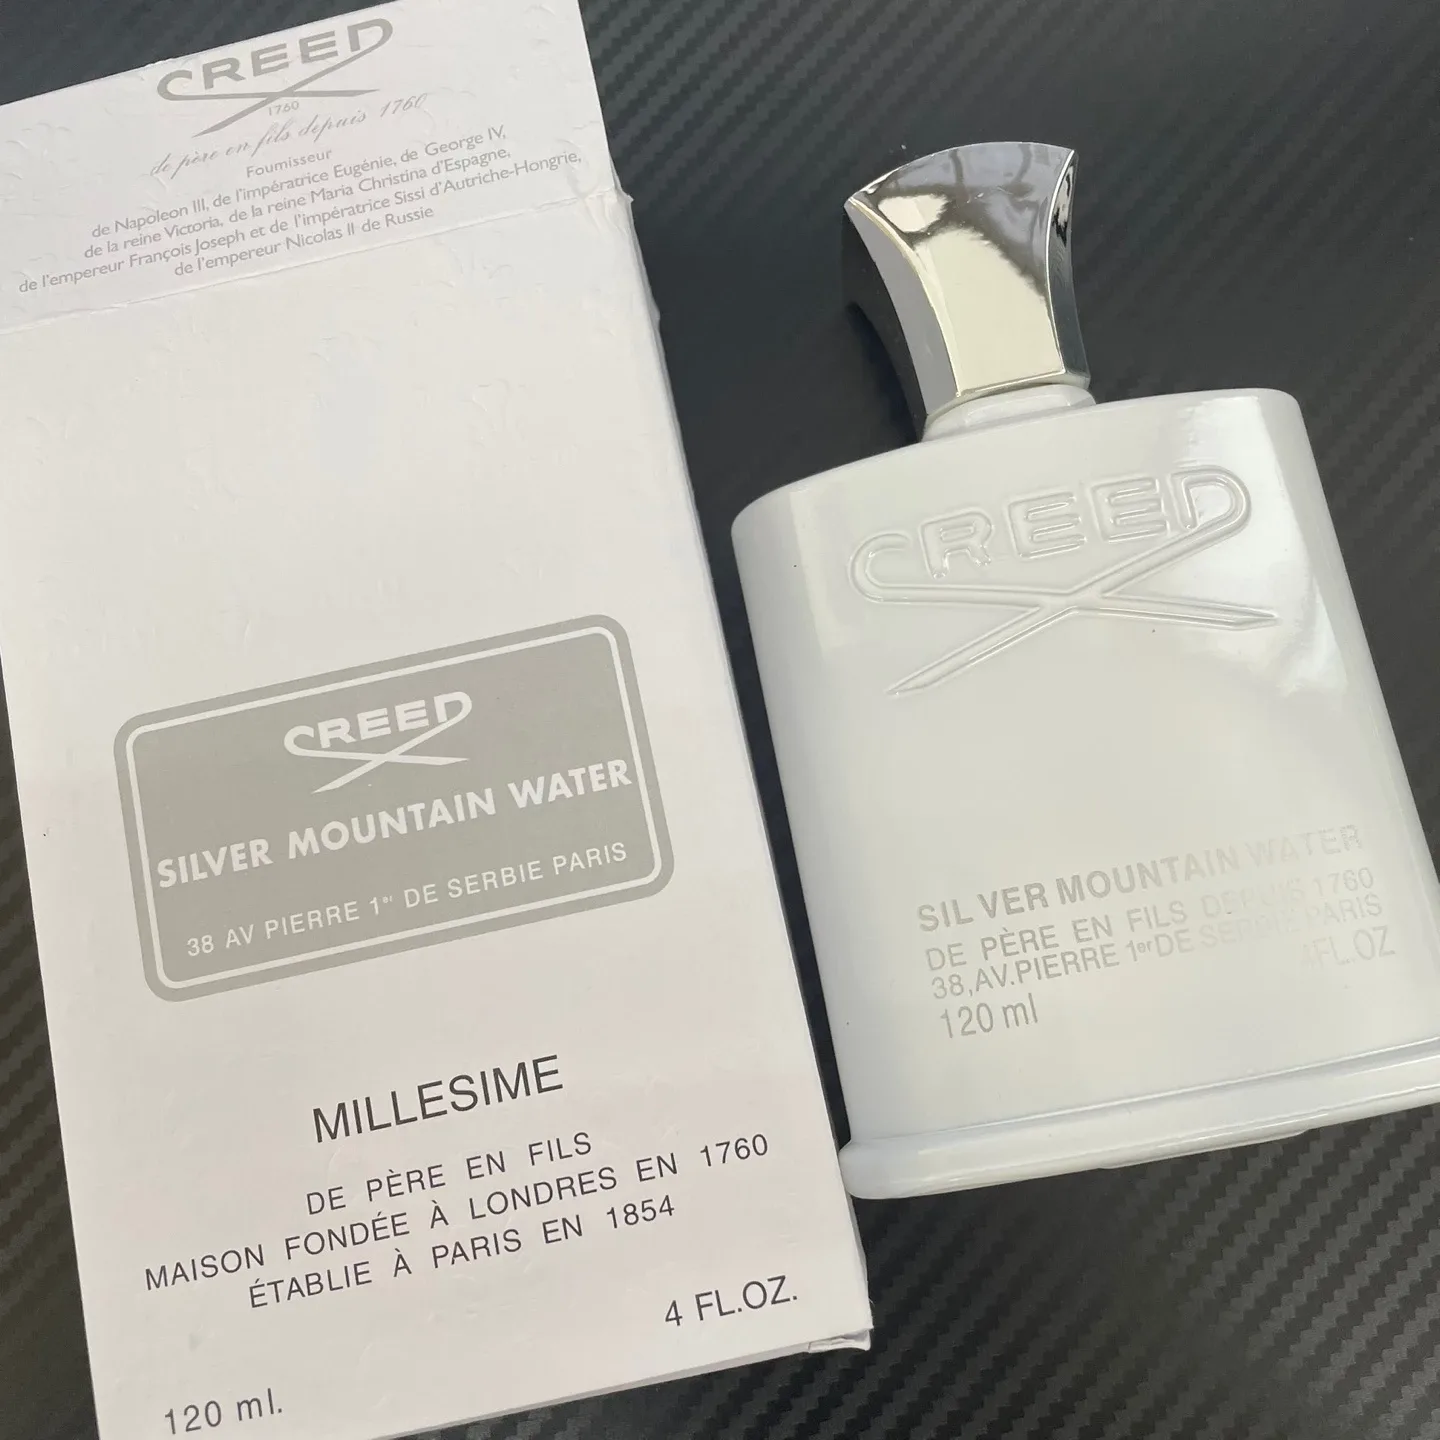 CREED
1760
de père en fils depuis 1760
Fournisseur
de Napoleon III, de l'impératrice Eugénie, de George IV,
de la reine Victoria, de la reine Maria Christina d'Espagne,
de l'empereur François Joseph et de l'impératrice Sissi d'Autriche-Hongrie,
de l'empereur Nicolas II de Russie
CREED
SILVER MOUNTAIN WATER
38 AV PIERRE 1er DE SERBIE PARIS
MILLESIME
DE PÈRE EN FILS
MAISON FONDÉE À LONDRES EN 1760
ÉTABLIE À PARIS EN 1854
4 FL.OZ.
120 ml.
CREED
SILVER MOUNTAIN WATER
DE PÈRE EN FILS DEPUIS 1760
38,AV.PIERRE 1er DE SERBIE PARIS
120 ml 4FL.OZ